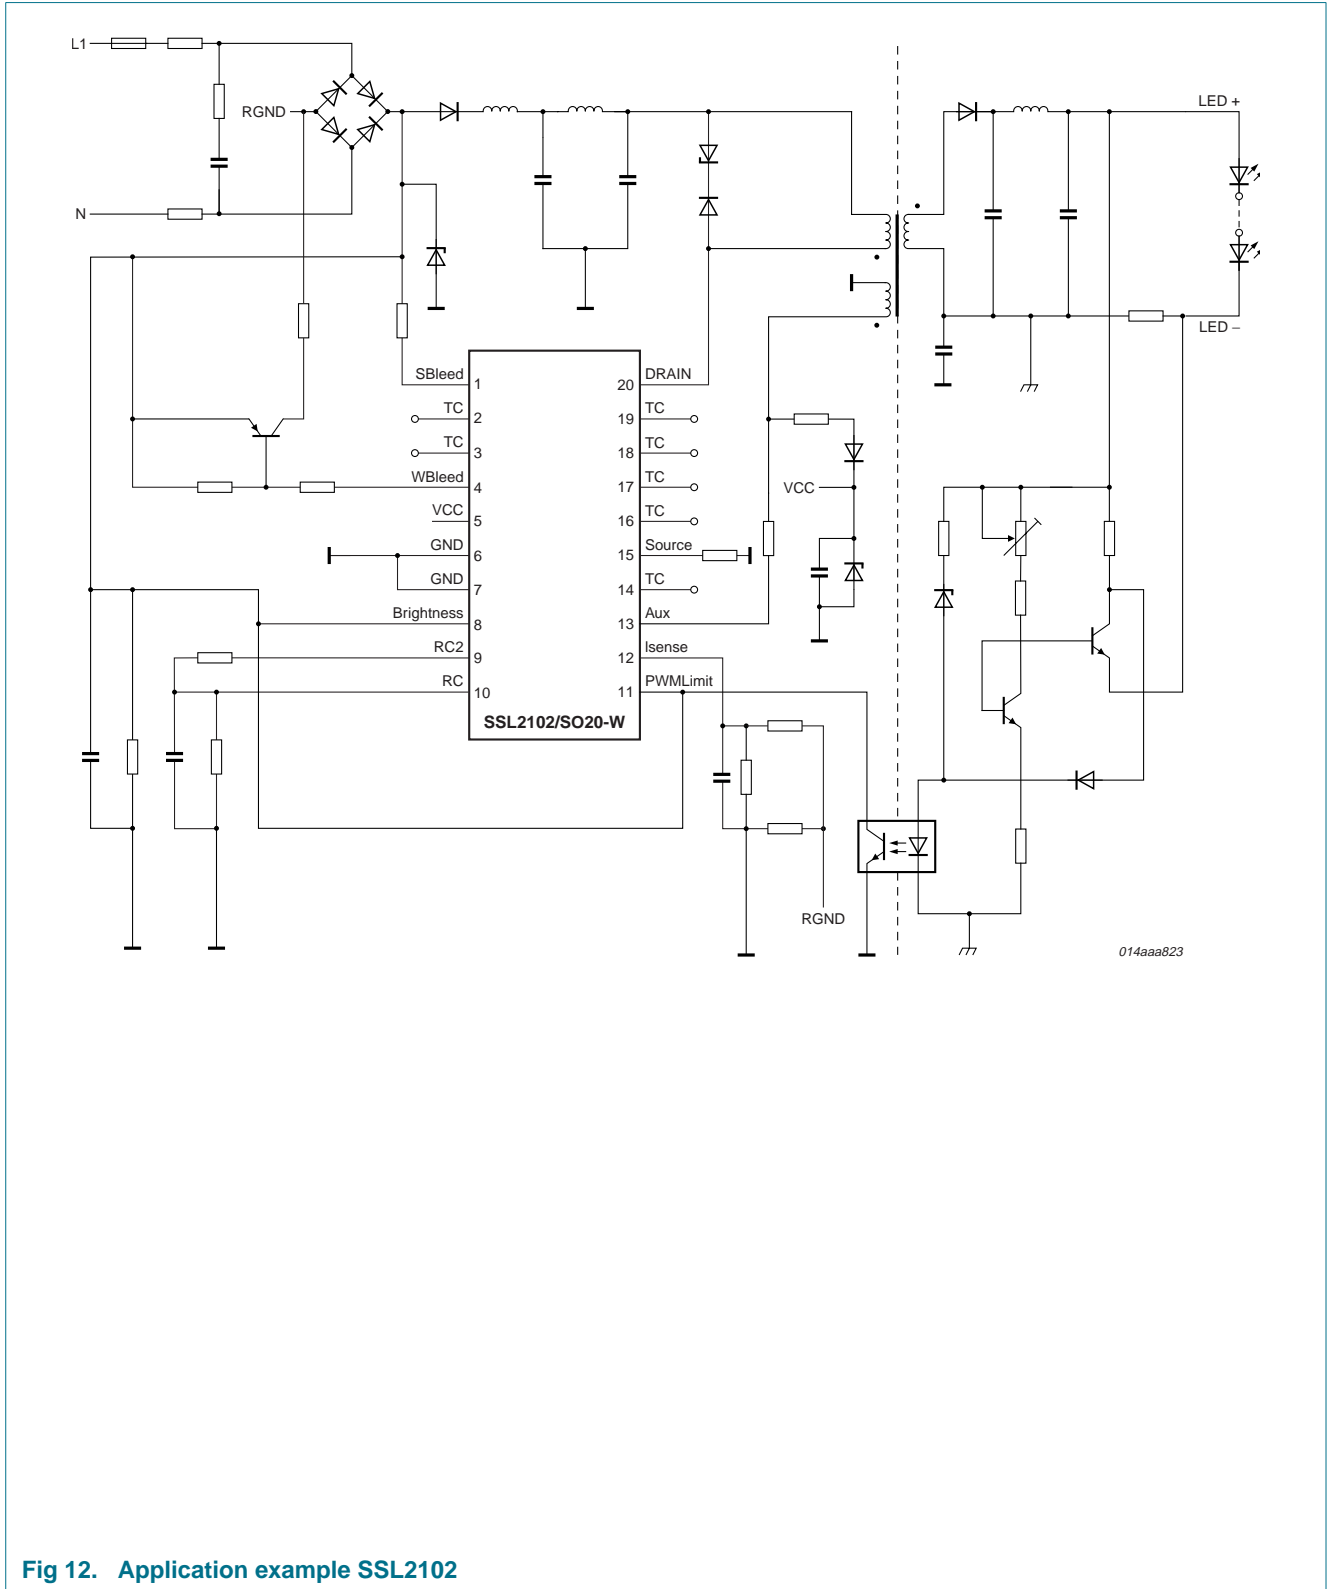 L1
RGND
N
LED +
LED –
SBleed 1
TC 2
TC 3
WBleed 4
VCC 5
GND 6
GND 7
Brightness 8
RC2 9
RC 10
20 DRAIN
19 TC
18 TC
17 TC
16 TC
15 Source
14 TC
13 Aux
12 Isense
11 PWMLimit
SSL2102/SO20-W
VCC
RGND
014aaa823
Fig 12. Application example SSL2102